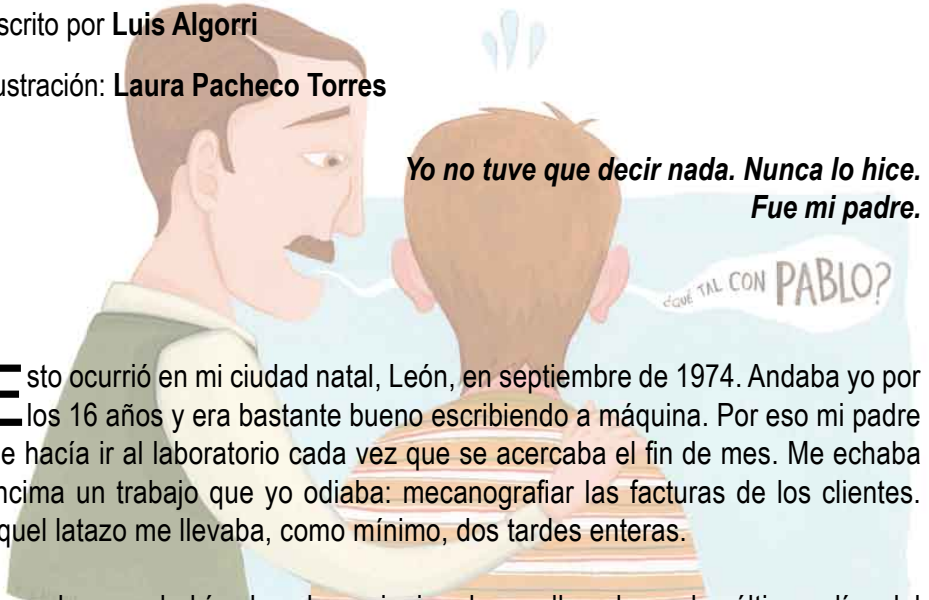 scrito por Luis Algorri
ustración: Laura Pacheco Torres
Yo no tuve que decir nada. Nunca lo hice.
Fue mi padre.
¿QUÉ TAL CON PABLO?
Esto ocurrió en mi ciudad natal, León, en septiembre de 1974. Andaba yo por
los 16 años y era bastante bueno escribiendo a máquina. Por eso mi padre
e hacía ir al laboratorio cada vez que se acercaba el fin de mes. Me echaba
ncima un trabajo que yo odiaba: mecanografiar las facturas de los clientes.
quel latazo me llevaba, como mínimo, dos tardes enteras.